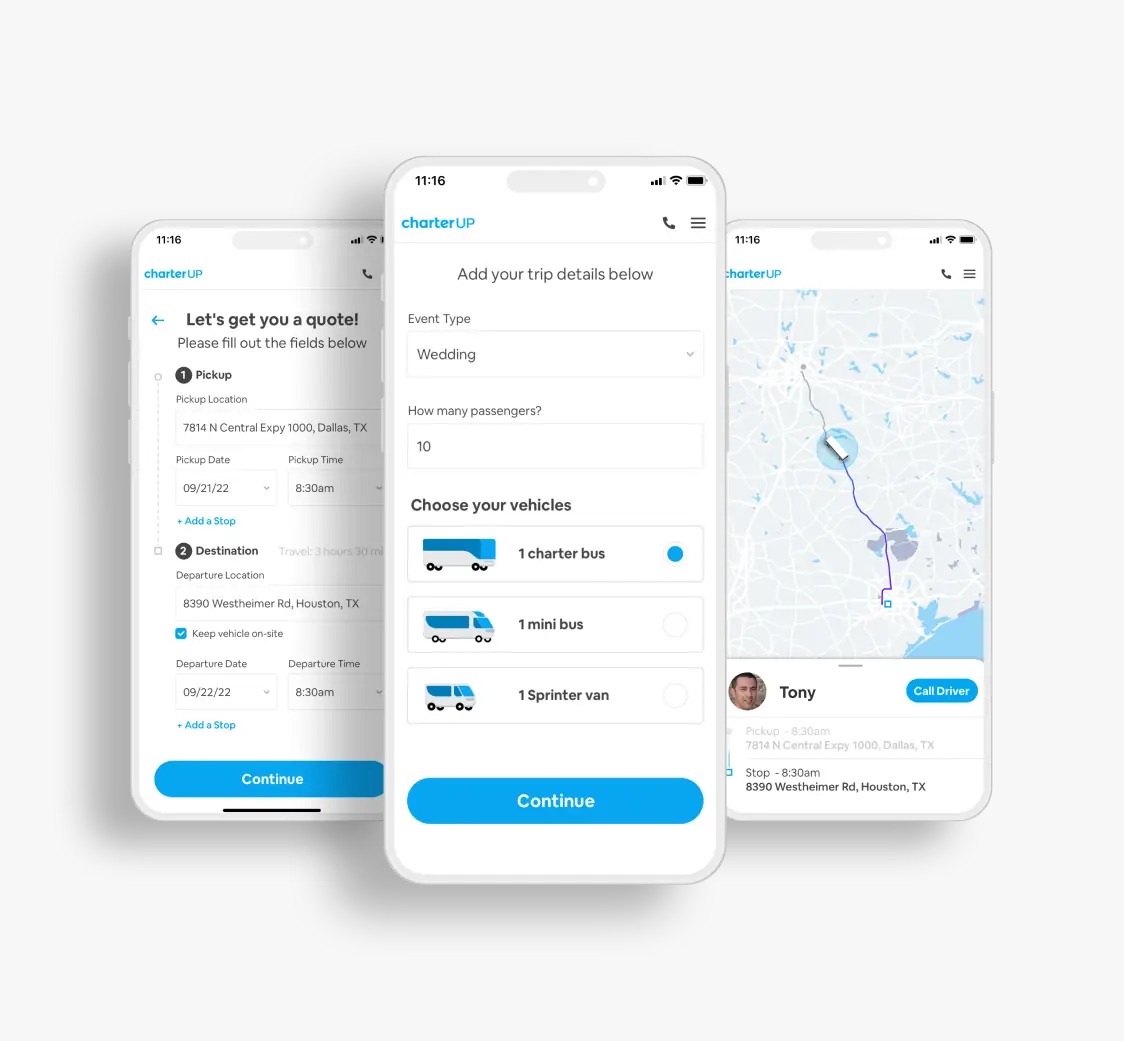 11:16
charterUP
Let's get you a quote!
Please fill out the fields below
1 Pickup
Pickup Location
7814 N Central Expy 1000, Dallas, TX
Pickup Date Pickup Time
09/21/22 8:30am
+ Add a Stop
2 Destination Travel: 3 hours 30 mi
Departure Location
8390 Westheimer Rd, Houston, TX
Keep vehicle on-site
Departure Date Departure Time
09/22/22 8:30am
+ Add a Stop
Continue
11:16
charterUP
Add your trip details below
Event Type
Wedding
How many passengers?
10
Choose your vehicles
1 charter bus
1 mini bus
1 Sprinter van
Continue
11:16
charterUP
Tony
Call Driver
Pickup - 8:30am
7814 N Central Expy 1000, Dallas, TX
Stop - 8:30am
8390 Westheimer Rd, Houston, TX